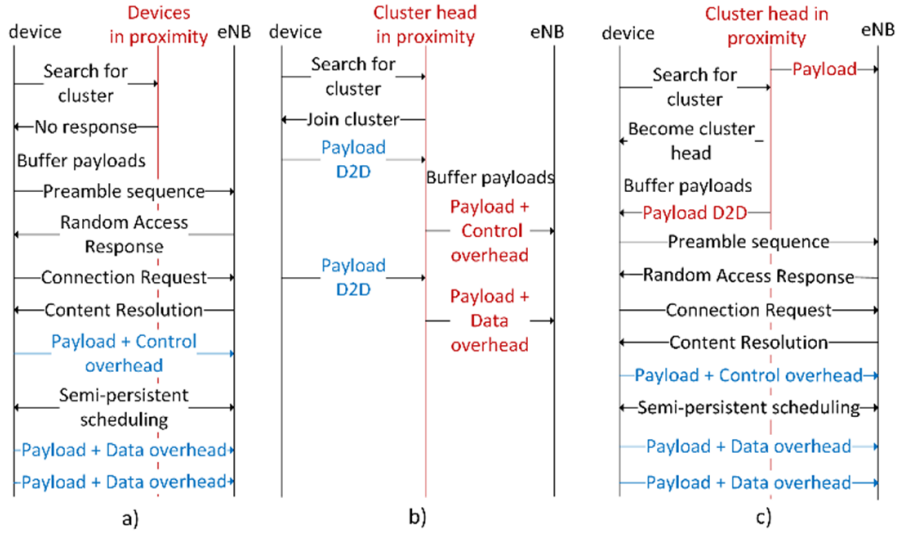 device
Devices
in proximity
eNB
Search for
cluster
No response
Buffer payloads
Preamble sequence
Random Access
Response
Connection Request
Content Resolution
Payload + Control
overhead
Semi-persistent
scheduling
Payload + Data overhead
Payload + Data overhead
a)
device
Cluster head
in proximity
eNB
Search for
cluster
Join cluster
Payload
D2D
Buffer payloads
Payload +
Control
overhead
Payload
D2D
Payload +
Data
overhead
b)
device
Cluster head in
proximity
eNB
Payload
Search for
cluster
Become cluster
head
Buffer payloads
Payload D2D
Preamble sequence
Random Access Response
Connection Request
Content Resolution
Payload + Control overhead
Semi-persistent scheduling
Payload + Data overhead
Payload + Data overhead
c)